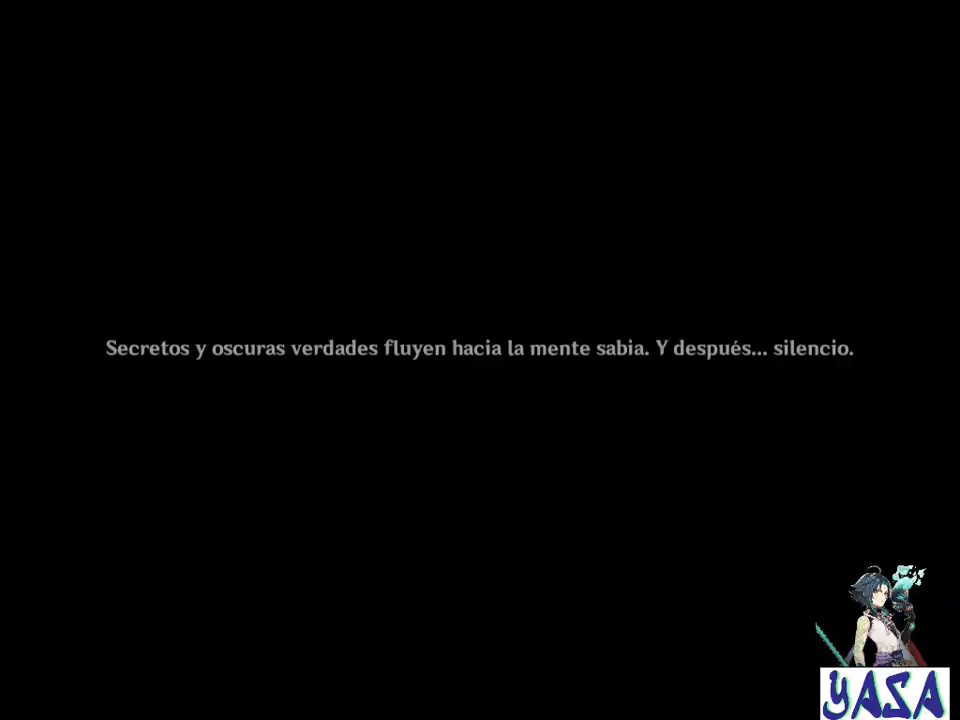 Secretos y oscuras verdades fluyen hacia la mente sabia. Y después... silencio.
YASA